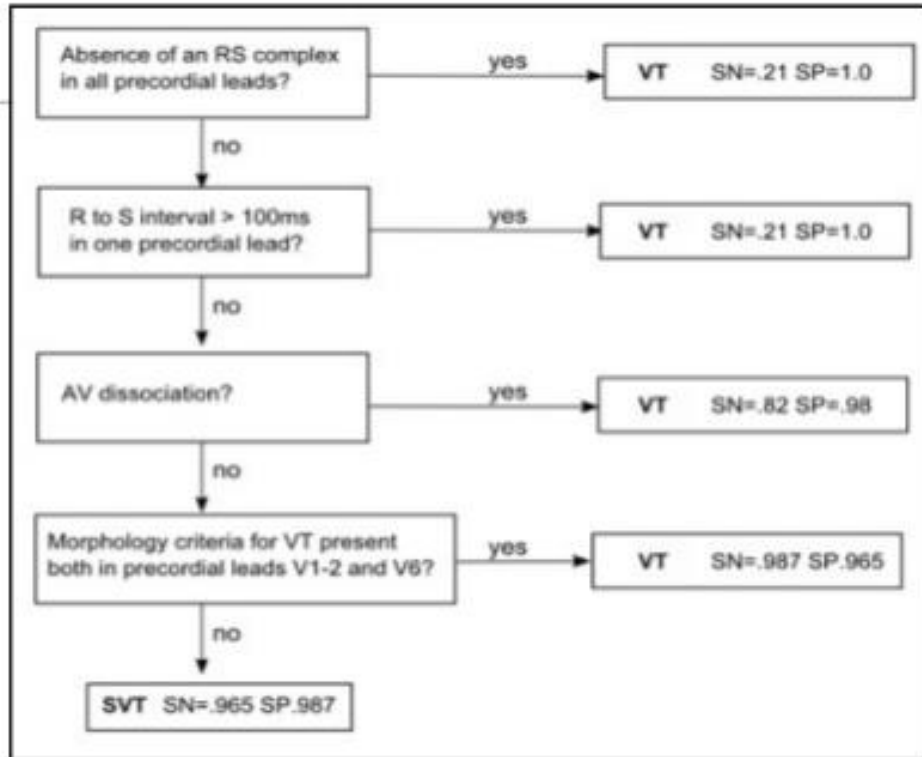 Absence of an RS complex
in all precordial leads?
yes
VT SN=.21 SP=1.0
no
R to S interval > 100ms
in one precordial lead?
yes
VT SN=.21 SP=1.0
no
AV dissociation?
yes
VT SN=.82 SP=.98
no
Morphology criteria for VT present
both in precordial leads V1-2 and V6?
yes
VT SN=.987 SP.965
no
SVT SN=.965 SP.987